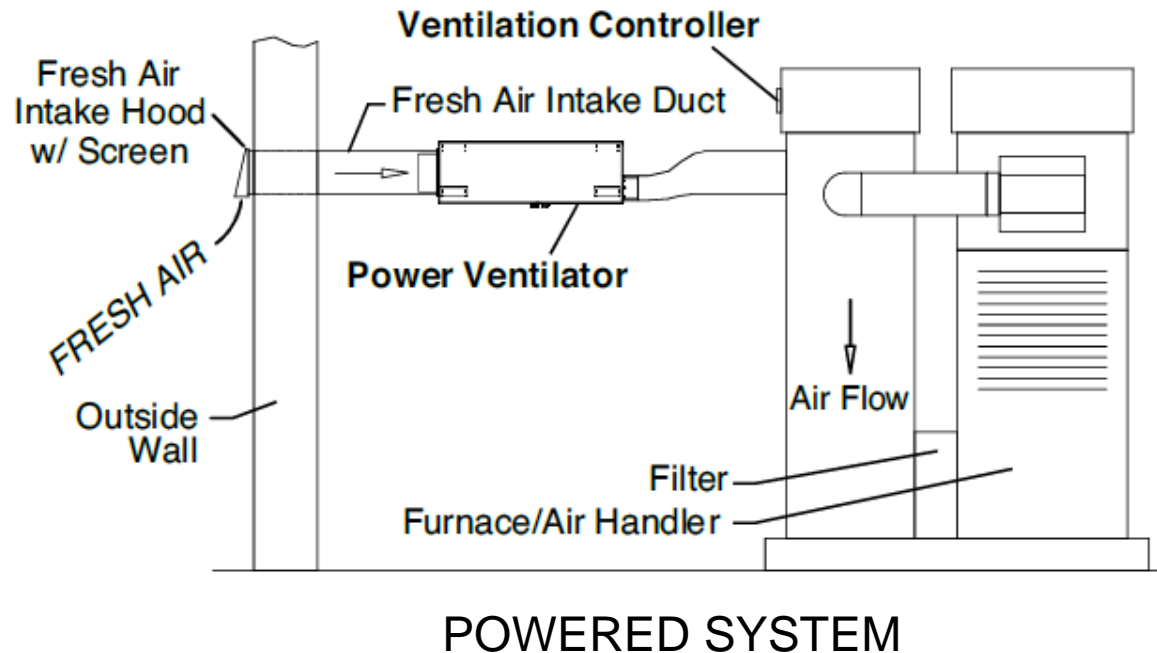 Ventilation Controller
Fresh Air
Intake Hood
w/ Screen
Fresh Air Intake Duct
Power Ventilator
FRESH AIR
Outside
Wall
Air Flow
Filter
Furnace/Air Handler
POWERED SYSTEM